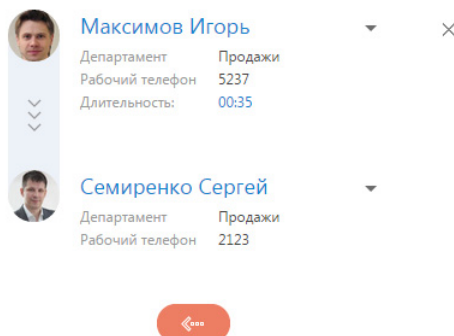 Максимов Игорь
Департамент Продажи
Рабочий телефон 5237
Длительность: 00:35
Семиренко Сергей
Департамент Продажи
Рабочий телефон 2123